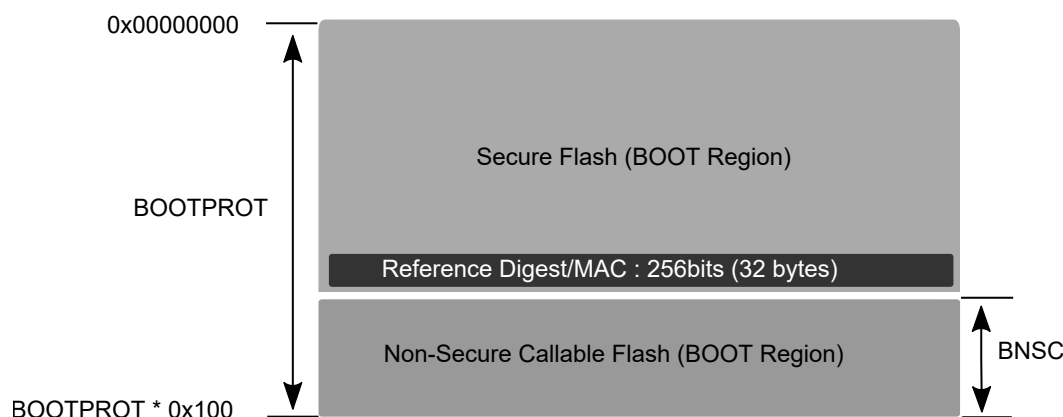 0x00000000
Secure Flash (BOOT Region)
BOOTPROT
Reference Digest/MAC : 256bits (32 bytes)
Non-Secure Callable Flash (BOOT Region)
BNSC
BOOTPROT * 0x100